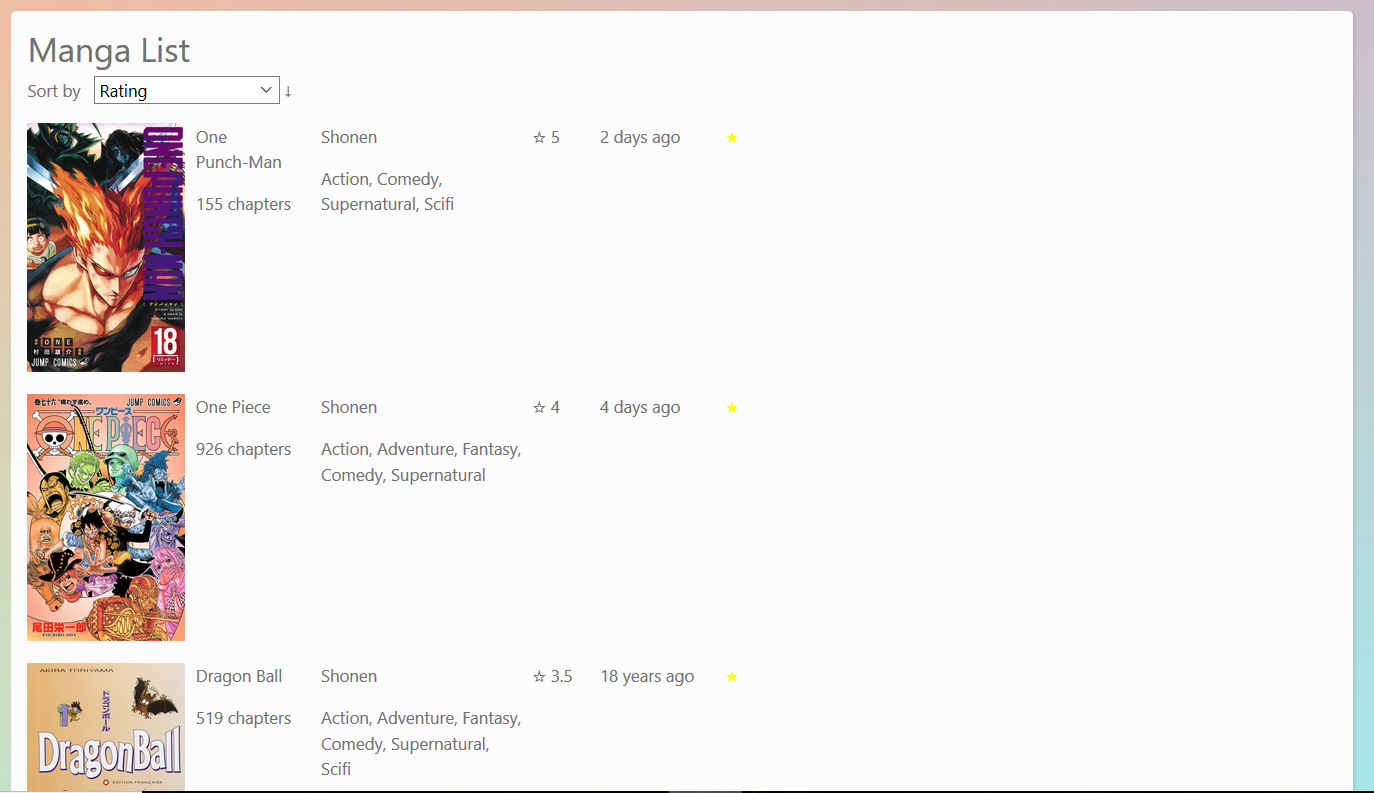 Manga List
Sort by Rating ↓
ONE PUNCH-MAN
18
ONE
村田雄介
JUMP COMICS
One
Punch-Man
155 chapters
Shonen
Action, Comedy,
Supernatural, Scifi
☆ 5
2 days ago
★
JUMP COMICS
ワンピース
ONE PIECE
尾田栄一郎
EIICHIRO ODA
One Piece
926 chapters
Shonen
Action, Adventure, Fantasy,
Comedy, Supernatural
☆ 4
4 days ago
★
AKIRA TORIYAMA
ドラゴンボール
1
DragonBall
ÉDITION FRANÇAISE
Dragon Ball
519 chapters
Shonen
Action, Adventure, Fantasy,
Comedy, Supernatural,
Scifi
☆ 3.5
18 years ago
★